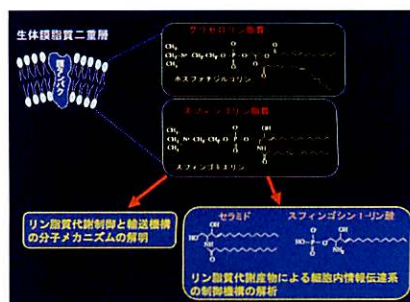 生体膜脂質二重層
膜タンパク
グリセロリン脂質
ホスファチジルコリン
スフィンゴリン脂質
スフィンゴミエリン
リン脂質代謝制御と輸送機構
の分子メカニズムの解明
セラミド
スフィンゴシン1-リン酸
リン脂質代謝産物による細胞内情報伝達系
の制御機構の解析